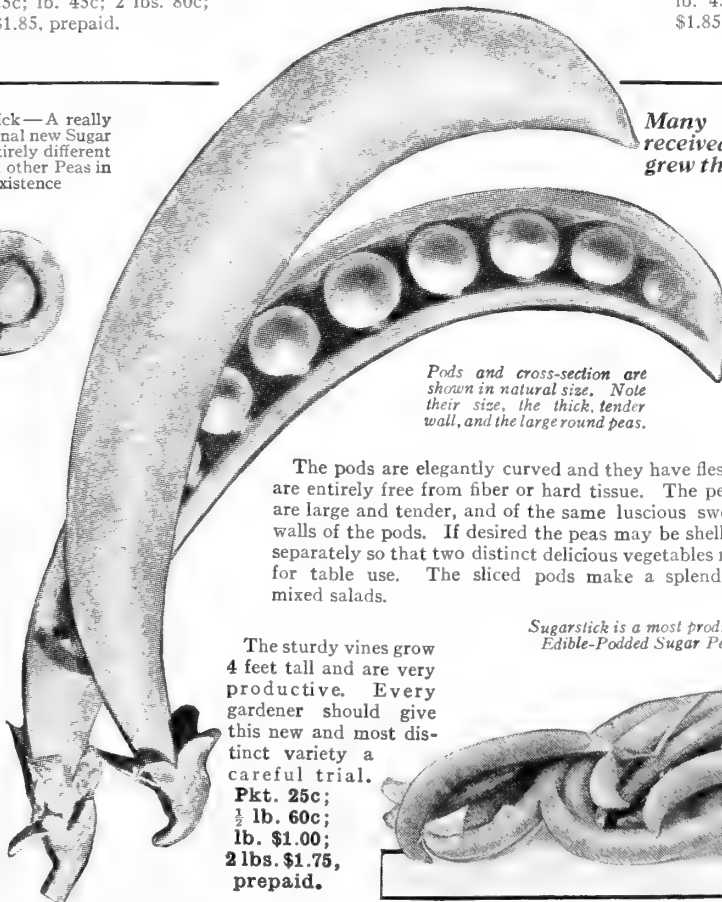 5c; lb. 45c; 2 lbs. 80c;
$1.85, prepaid.
lb. 45
$1.85
ick—A really
nal new Sugar
tirely different
other Peas in
xistence
Many
received
grew th
Pods and cross-section are
shown in natural size. Note
their size, the thick, tender
wall, and the large round peas.
The pods are elegantly curved and they have fles
are entirely free from fiber or hard tissue. The pe
are large and tender, and of the same luscious swe
walls of the pods. If desired the peas may be shell
separately so that two distinct delicious vegetables
for table use. The sliced pods make a splend
mixed salads.
Sugarstick is a most prod
Edible-Podded Sugar Pe
The sturdy vines grow
4 feet tall and are very
productive. Every
gardener should give
this new and most dis-
tinct variety a
careful trial.
Pkt. 25c;
½ lb. 60c;
lb. $1.00;
2 lbs. $1.75,
prepaid.